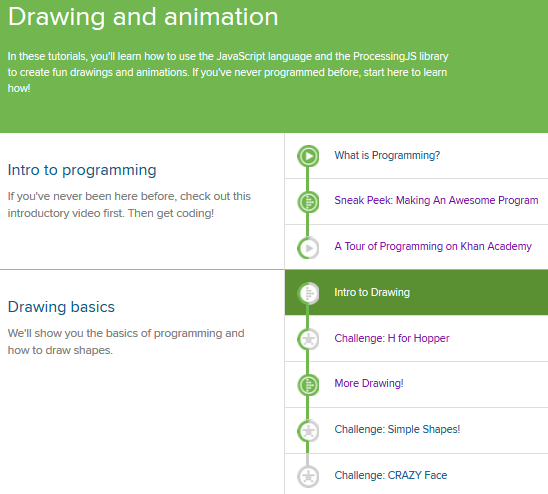 Drawing and animation
In these tutorials, you'll learn how to use the JavaScript language and the ProcessingJS library
to create fun drawings and animations. If you've never programmed before, start here to learn
how!
Intro to programming
If you've never been here before, check out this
introductory video first. Then get coding!
What is Programming?
Sneak Peek: Making An Awesome Program
A Tour of Programming on Khan Academy
Drawing basics
We'll show you the basics of programming and
how to draw shapes.
Intro to Drawing
Challenge: H for Hopper
More Drawing!
Challenge: Simple Shapes!
Challenge: CRAZY Face